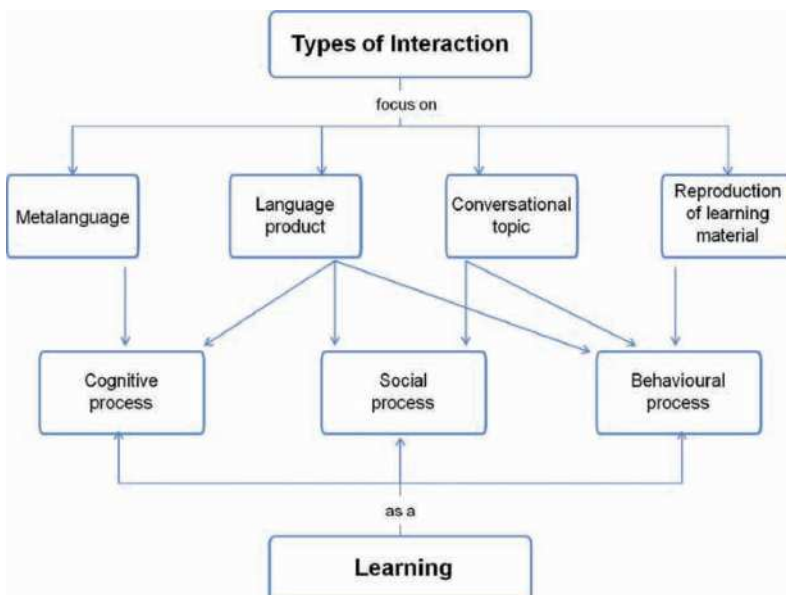 Types of Interaction
focus on
Metalanguage
Language
product
Conversational
topic
Reproduction
of learning
material
Cognitive
process
Social
process
Behavioural
process
as a
Learning